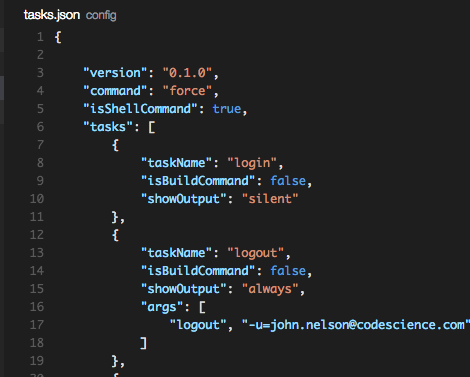 tasks.json config
1 {
2
3 "version": "0.1.0",
4 "command": "force",
5 "isShellCommand": true,
6 "tasks": [
7 {
8 "taskName": "login",
9 "isBuildCommand": false,
10 "showOutput": "silent"
11 },
12 {
13 "taskName": "logout",
14 "isBuildCommand": false,
15 "showOutput": "always",
16 "args": [
17 "logout", "-u=john.nelson@codescience.com"
18 ]
19 },